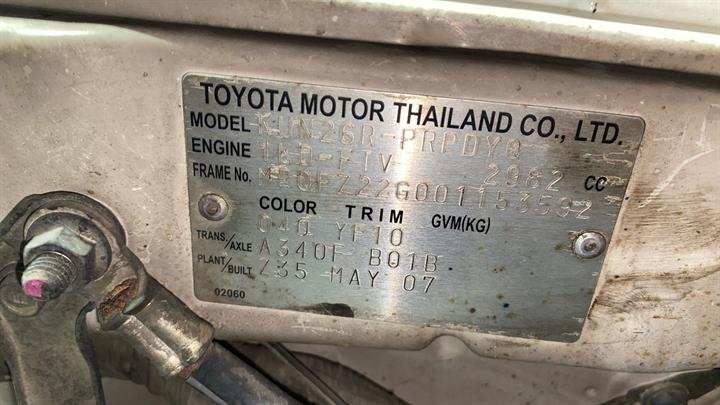 TOYOTA MOTOR THAILAND CO., LTD.
MODEL KUN26R-PRPDYQ
ENGINE 1KD-FTV 2982 CC
FRAME No. FZ22G001153592
COLOR TRIM GVM(KG)
040 YF10
TRANS./AXLE A340F B01B
PLANT/BUILT Z35 MAY 07
02060